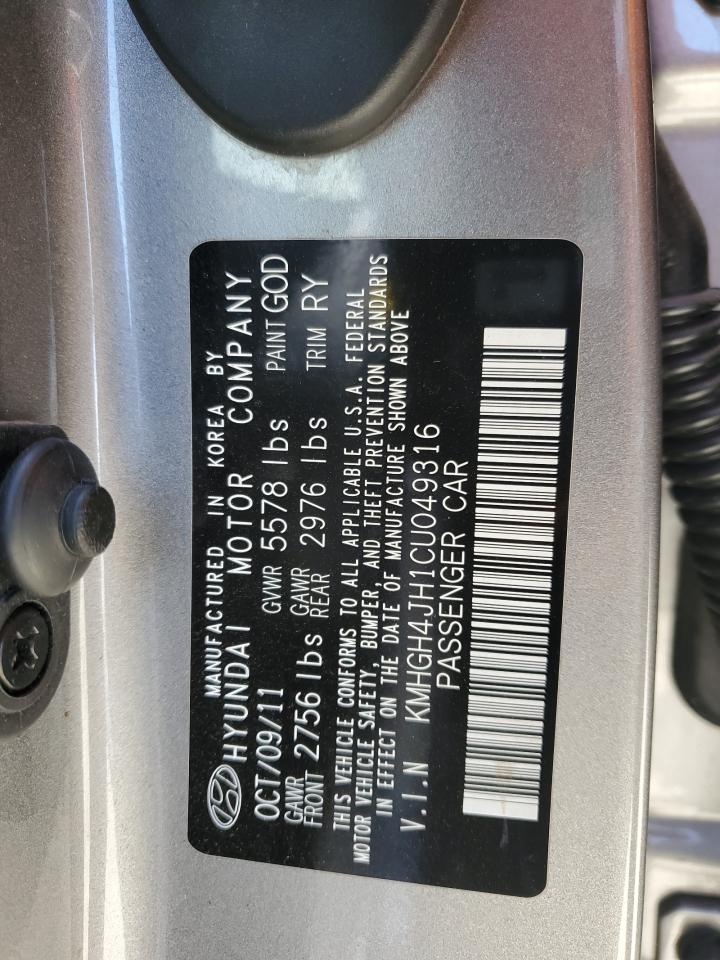 MANUFACTURED IN KOREA BY
HYUNDAI MOTOR COMPANY
OCT/09/11 GVWR 5578 lbs PAINT GOD
GAWR FRONT 2756 lbs GAWR REAR 2976 lbs TRIM RY
THIS VEHICLE CONFORMS TO ALL APPLICABLE U.S.A. FEDERAL
MOTOR VEHICLE SAFETY, BUMPER, AND THEFT PREVENTION STANDARDS
IN EFFECT ON THE DATE OF MANUFACTURE SHOWN ABOVE
V.I.N KMHGH4JH1CU049316
PASSENGER CAR